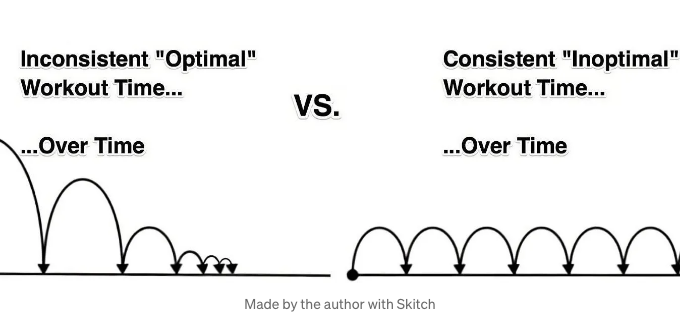 Inconsistent "Optimal"
Workout Time...
...Over Time
VS.
Consistent "Inoptimal"
Workout Time...
...Over Time
Made by the author with Skitch